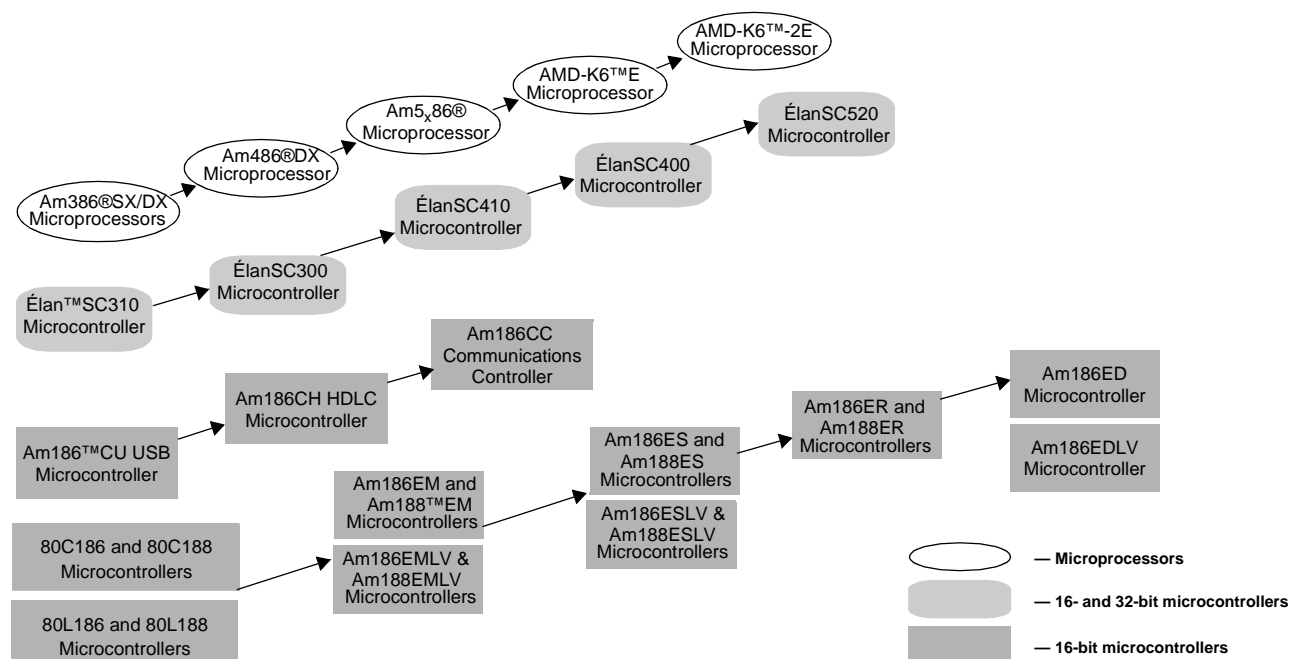 AMD-K6™-2E
Microprocessor
AMD-K6™E
Microprocessor
Am5x86®
Microprocessor
Am486®DX
Microprocessor
Am386®SX/DX
Microprocessors
ÉlanSC520
Microcontroller
ÉlanSC400
Microcontroller
ÉlanSC410
Microcontroller
ÉlanSC300
Microcontroller
Élan™SC310
Microcontroller
Am186CC
Communications
Controller
Am186CH HDLC
Microcontroller
Am186™CU USB
Microcontroller
Am186ED
Microcontroller
Am186EDLV
Microcontroller
Am186ER and
Am188ER
Microcontrollers
Am186ES and
Am188ES
Microcontrollers
Am186ESLV &
Am188ESLV
Microcontrollers
Am186EM and
Am188™EM
Microcontrollers
Am186EMLV &
Am188EMLV
Microcontrollers
80C186 and 80C188
Microcontrollers
80L186 and 80L188
Microcontrollers
— Microprocessors
— 16- and 32-bit microcontrollers
— 16-bit microcontrollers